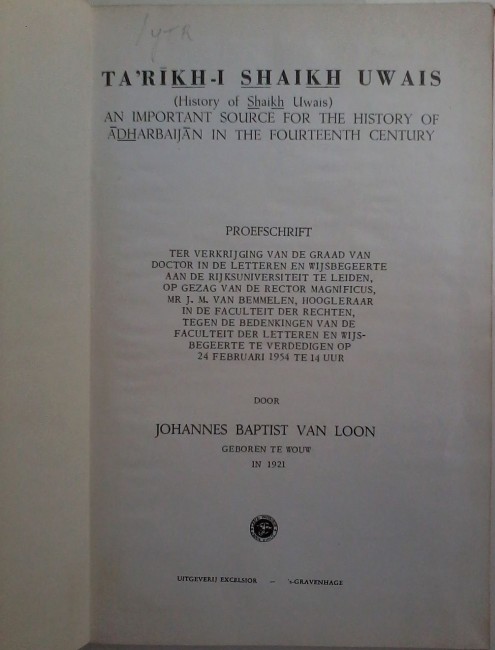 TA'RĪKH-I SHAIKH UWAIS
(History of Shaikh Uwais)
AN IMPORTANT SOURCE FOR THE HISTORY OF
ĀDHARBAIJĀN IN THE FOURTEENTH CENTURY
PROEFSCHRIFT
TER VERKRIJGING VAN DE GRAAD VAN
DOCTOR IN DE LETTEREN EN WIJSBEGEERTE
AAN DE RIJKSUNIVERSITEIT TE LEIDEN,
OP GEZAG VAN DE RECTOR MAGNIFICUS,
MR J. M. VAN BEMMELEN, HOOGLERAAR
IN DE FACULTEIT DER RECHTEN,
TEGEN DE BEDENKINGEN VAN DE
FACULTEIT DER LETTEREN EN WIJS-
BEGEERTE TE VERDEDIGEN OP
24 FEBRUARI 1954 TE 14 UUR
DOOR
JOHANNES BAPTIST VAN LOON
GEBOREN TE WOUW
IN 1921
UITGEVERIJ EXCELSIOR — 's-GRAVENHAGE